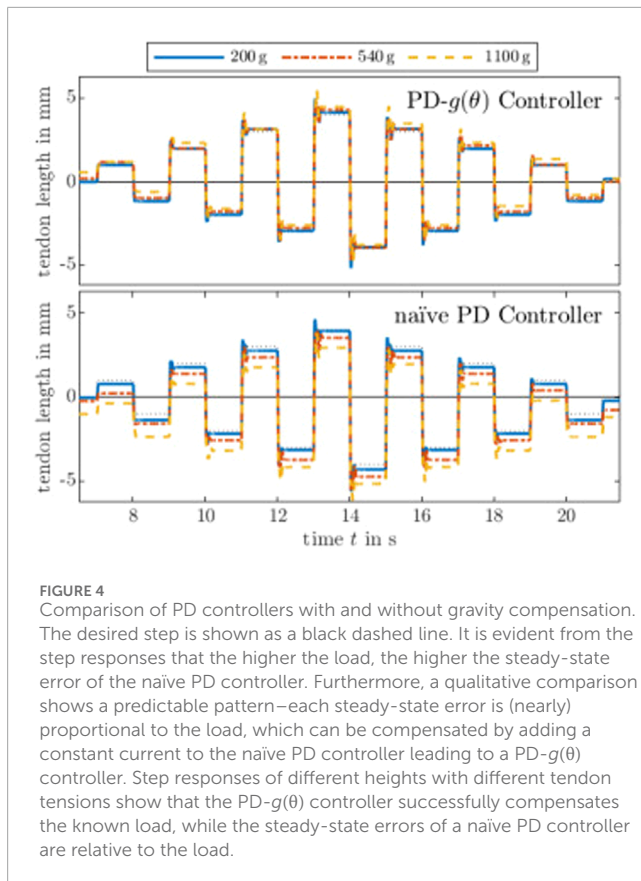 200 g 540 g 1100 g
PD-g(θ) Controller
tendon length in mm
5
0
-5
naïve PD Controller
tendon length in mm
5
0
-5
8 10 12 14 16 18 20
time t in s
FIGURE 4
Comparison of PD controllers with and without gravity compensation.
The desired step is shown as a black dashed line. It is evident from the
step responses that the higher the load, the higher the steady-state
error of the naïve PD controller. Furthermore, a qualitative comparison
shows a predictable pattern–each steady-state error is (nearly)
proportional to the load, which can be compensated by adding a
constant current to the naïve PD controller leading to a PD-g(θ)
controller. Step responses of different heights with different tendon
tensions show that the PD-g(θ) controller successfully compensates
the known load, while the steady-state errors of a naïve PD controller
are relative to the load.